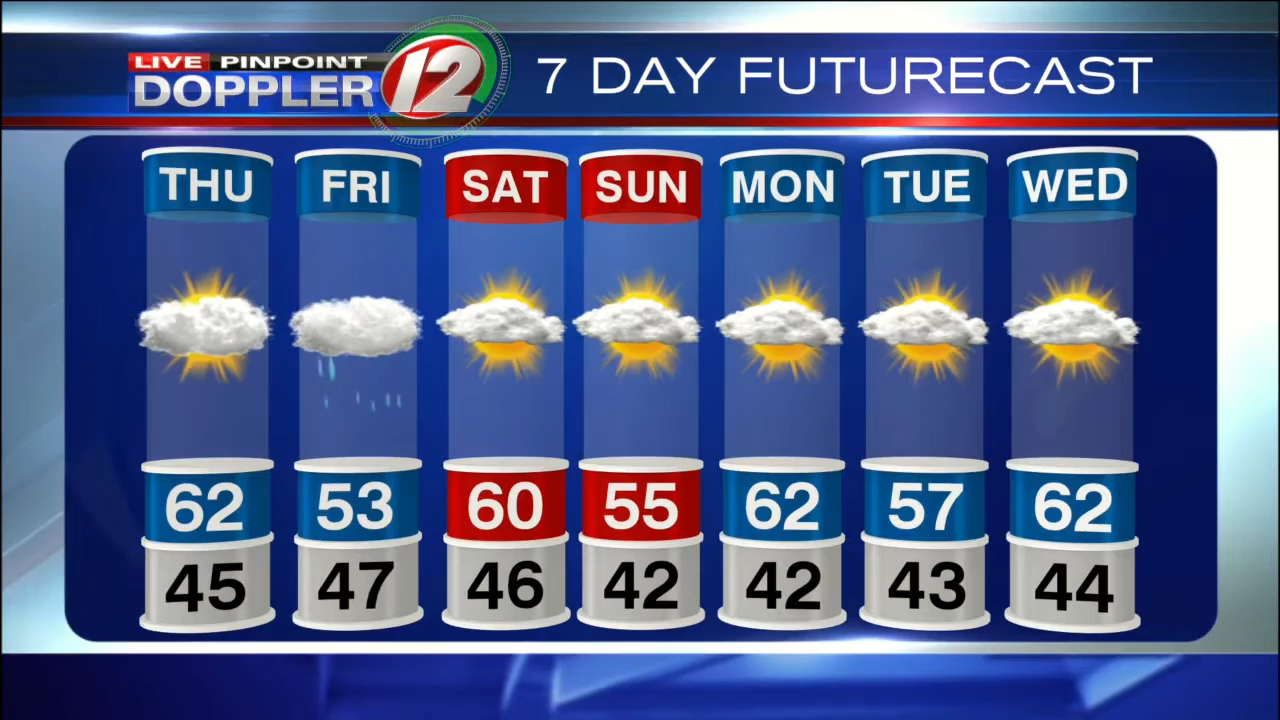 LIVE PINPOINT
DOPPLER 12
7 DAY FUTURECAST
THU FRI SAT SUN MON TUE WED
62 53 60 55 62 57 62
45 47 46 42 42 43 44